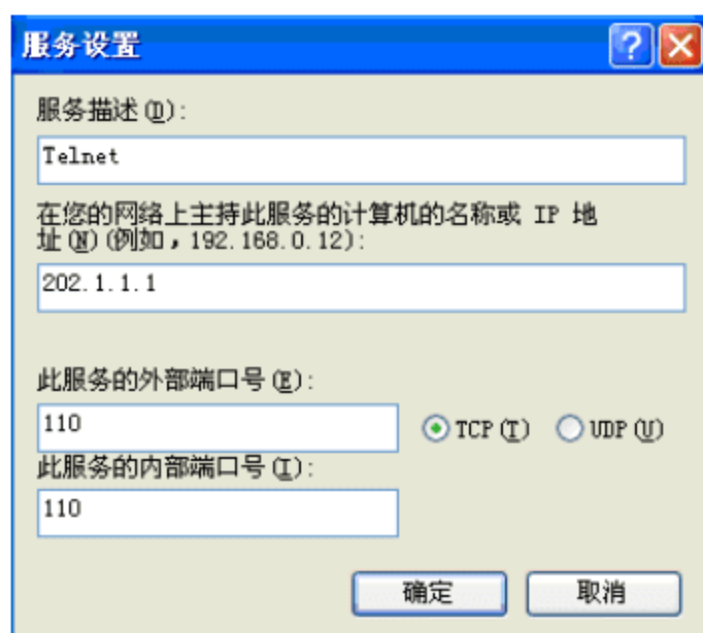 服务设置
服务描述(D):
Telnet
在您的网络上主持此服务的计算机的名称或 IP 地
址(N)(例如，192.168.0.12):
202.1.1.1
此服务的外部端口号(E):
110
TCP(T) UDP(U)
此服务的内部端口号(I):
110
确定 取消